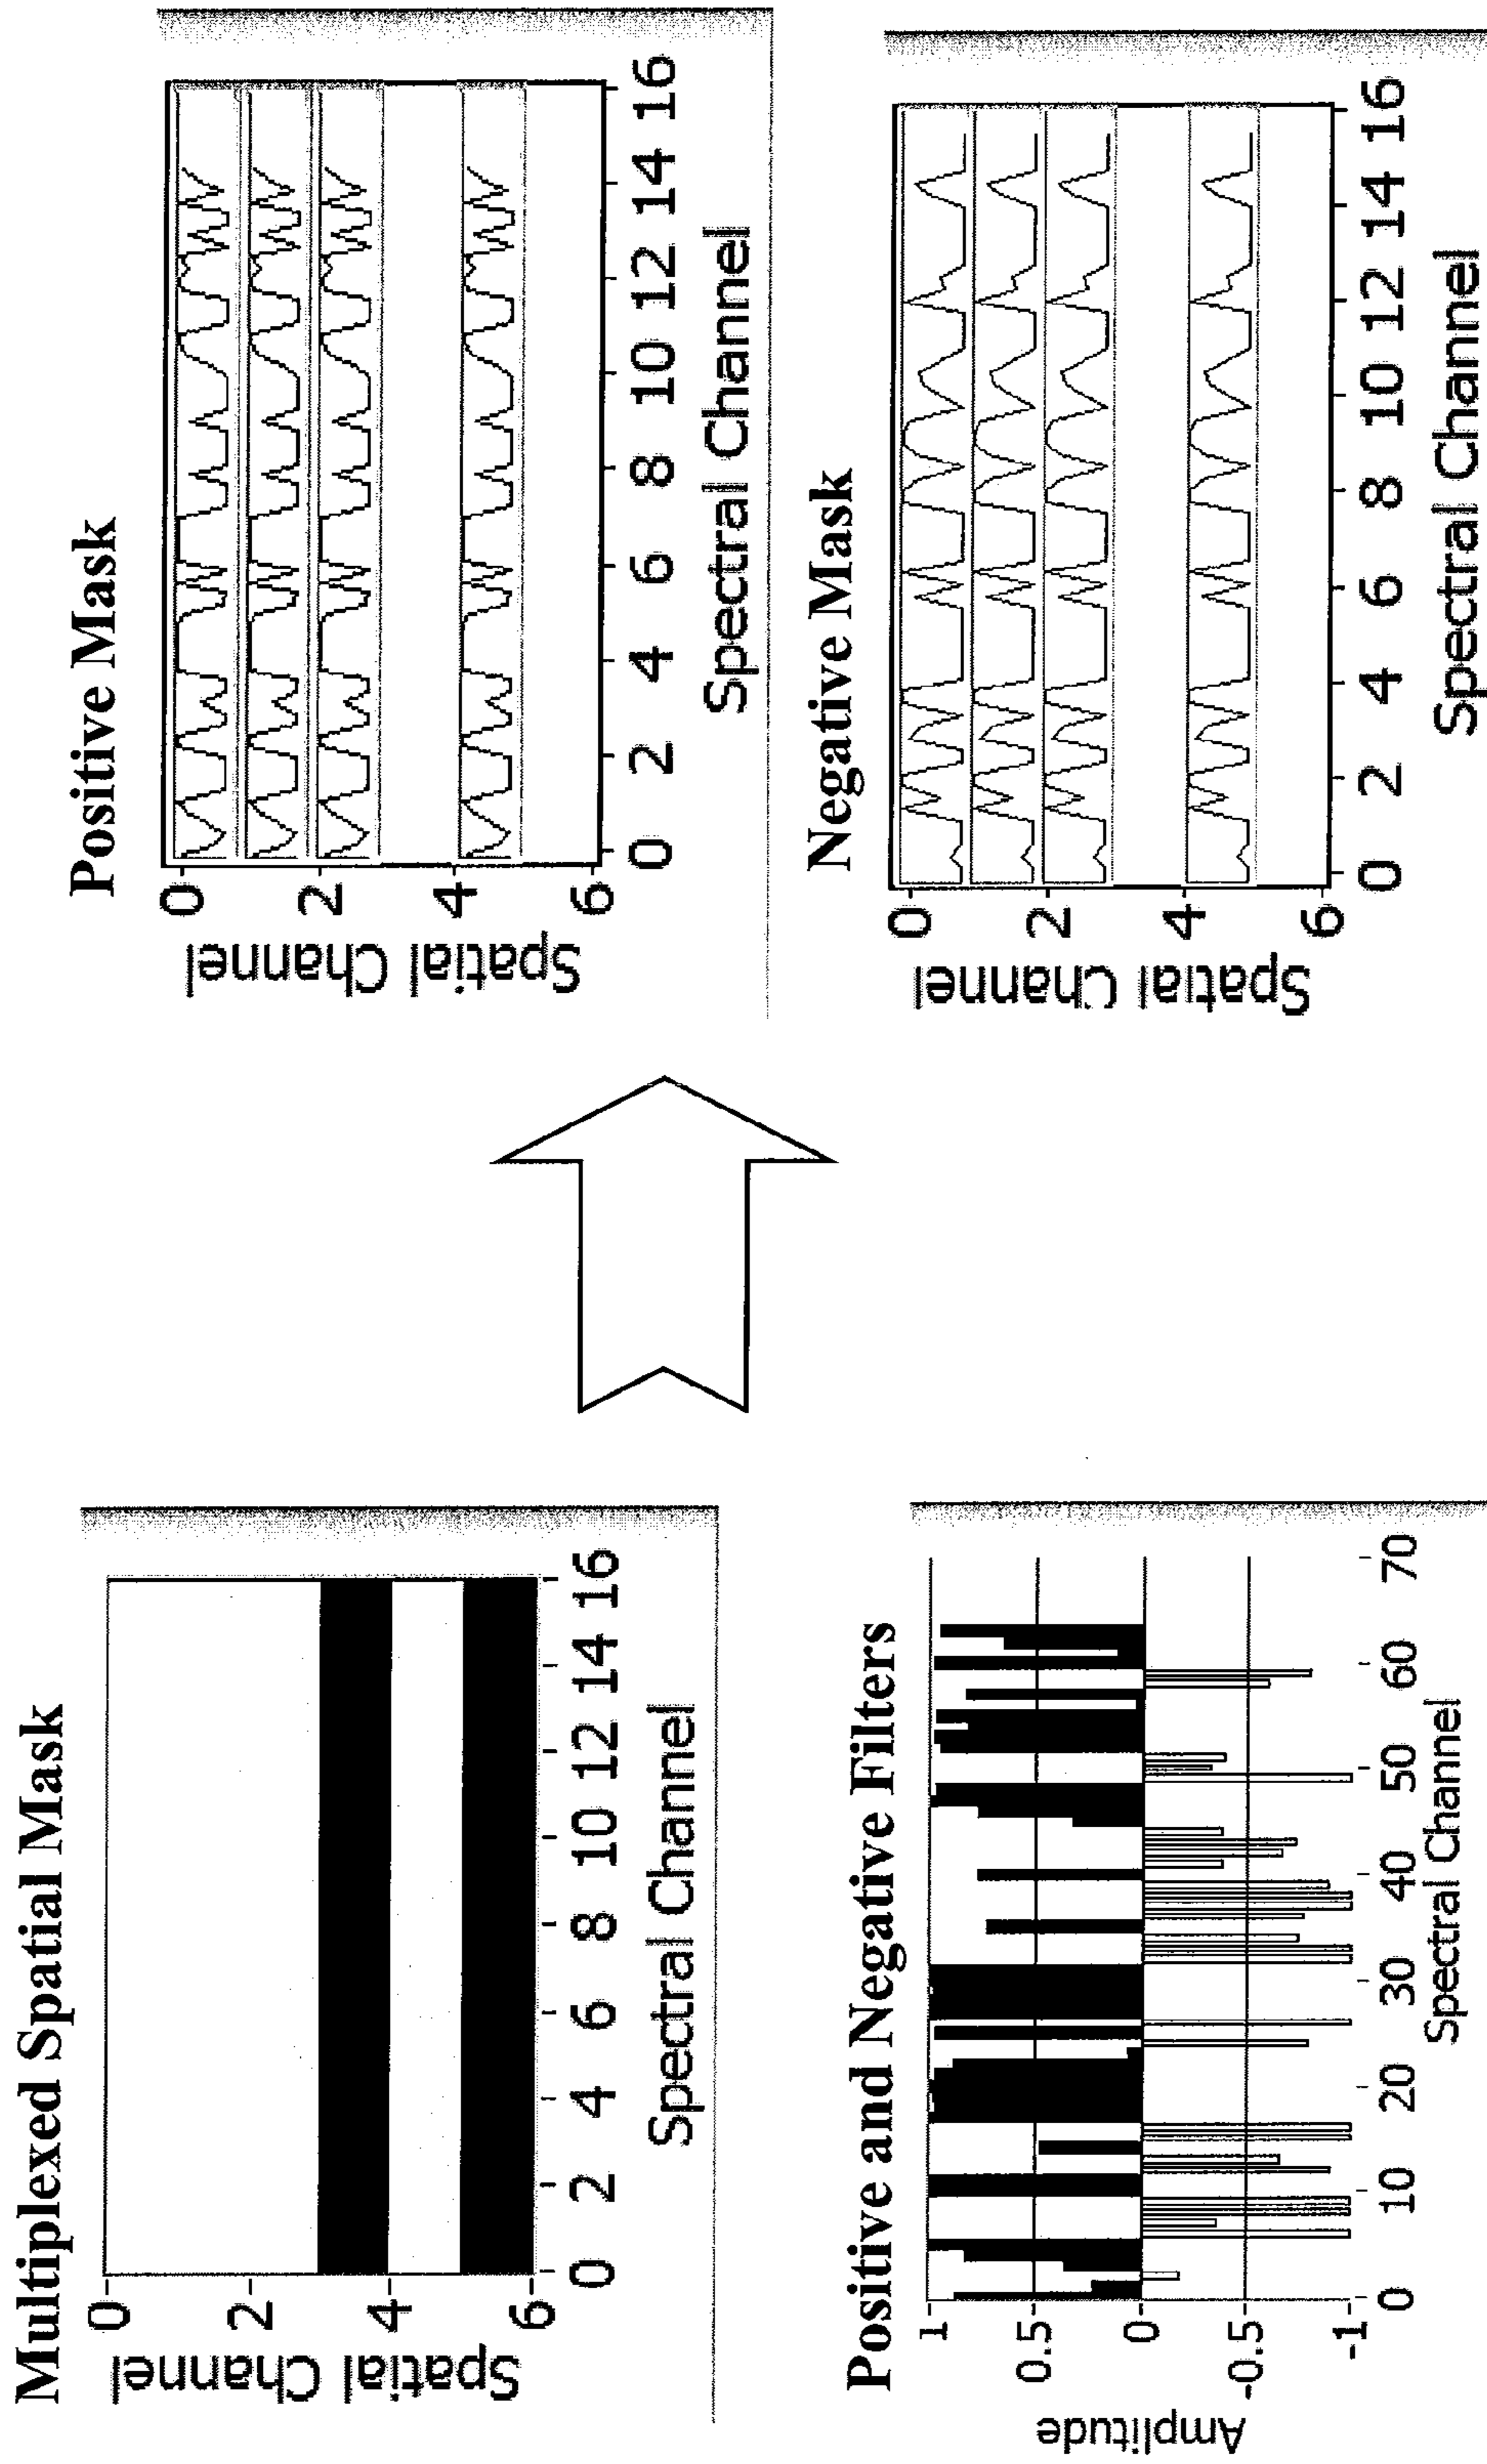 Multiplexed Spatial Mask
0
2
4
6
Spatial Channel
0 2 4 6 8 10 12 14 16
Spectral Channel
Positive and Negative Filters
1
0.5
0
-0.5
-1
Amplitude
0 10 20 30 40 50 60 70
Spectral Channel
Positive Mask
0
2
4
6
Spatial Channel
0 2 4 6 8 10 12 14 16
Spectral Channel
Negative Mask
0
2
4
6
Spatial Channel
0 2 4 6 8 10 12 14 16
Spectral Channel